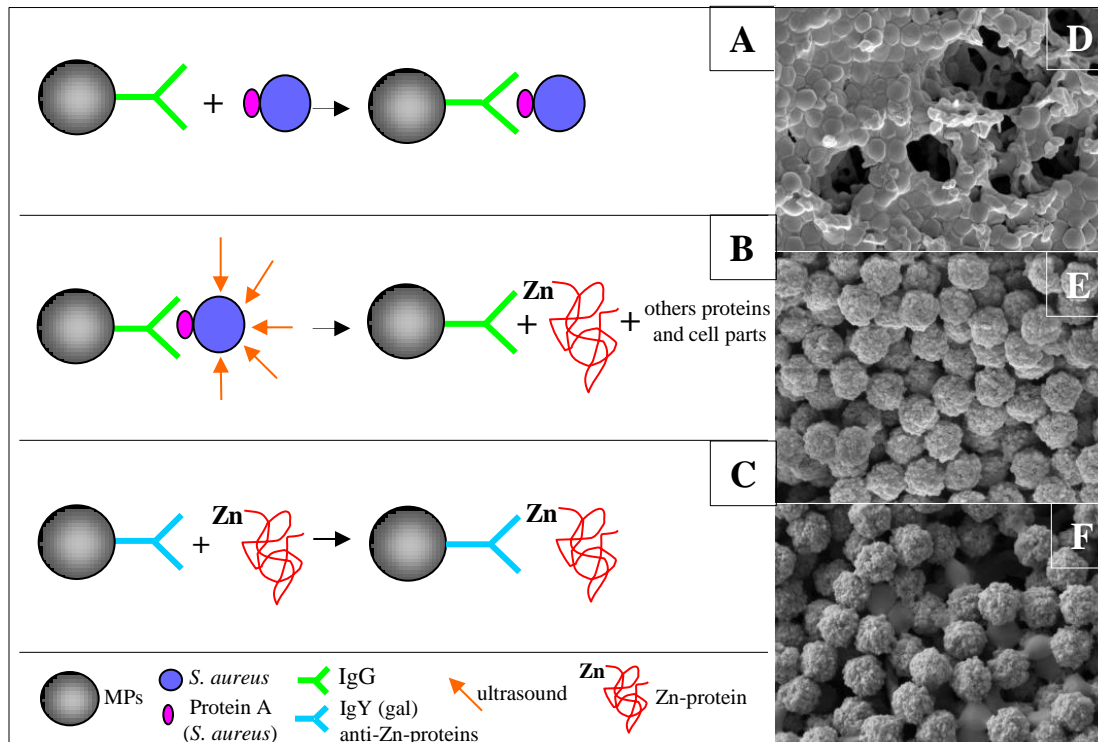 A
D
+
B
Zn
+
+
others proteins
and cell parts
E
C
Zn
+
Zn
F
MPs
S. aureus
Protein A
(S. aureus)
IgG
IgY (gal)
anti-Zn-proteins
ultrasound
Zn
Zn-protein